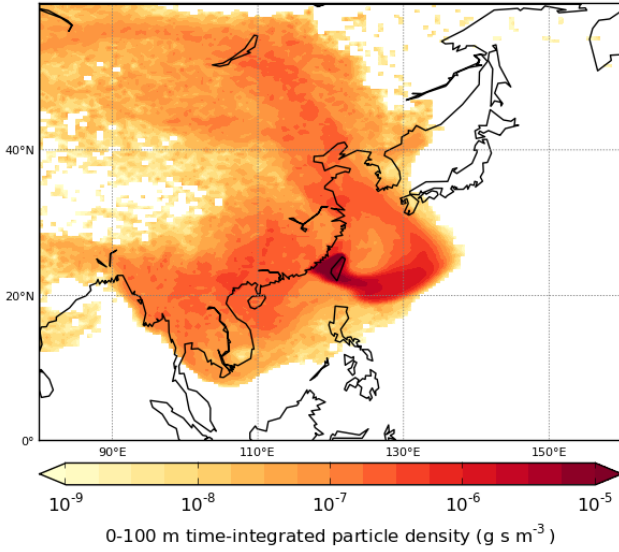 40°N
20°N
0°
90°E 110°E 130°E 150°E
10⁻⁹ 10⁻⁸ 10⁻⁷ 10⁻⁶ 10⁻⁵
0-100 m time-integrated particle density (g s m⁻³)